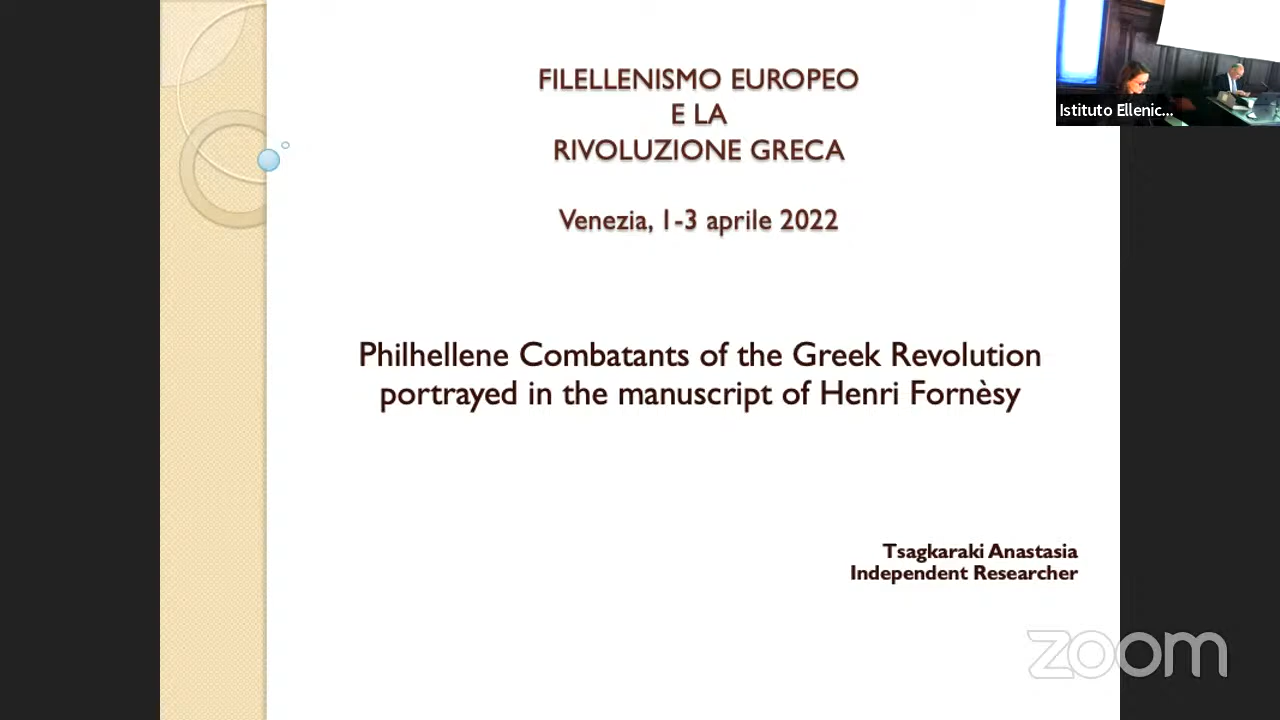 FILELLENISMO EUROPEO
E LA
RIVOLUZIONE GRECA
Venezia, 1-3 aprile 2022
Istituto Ellenic...
Philhellene Combatants of the Greek Revolution
portrayed in the manuscript of Henri Fornèsy
Tsagkaraki Anastasia
Independent Researcher
zoom